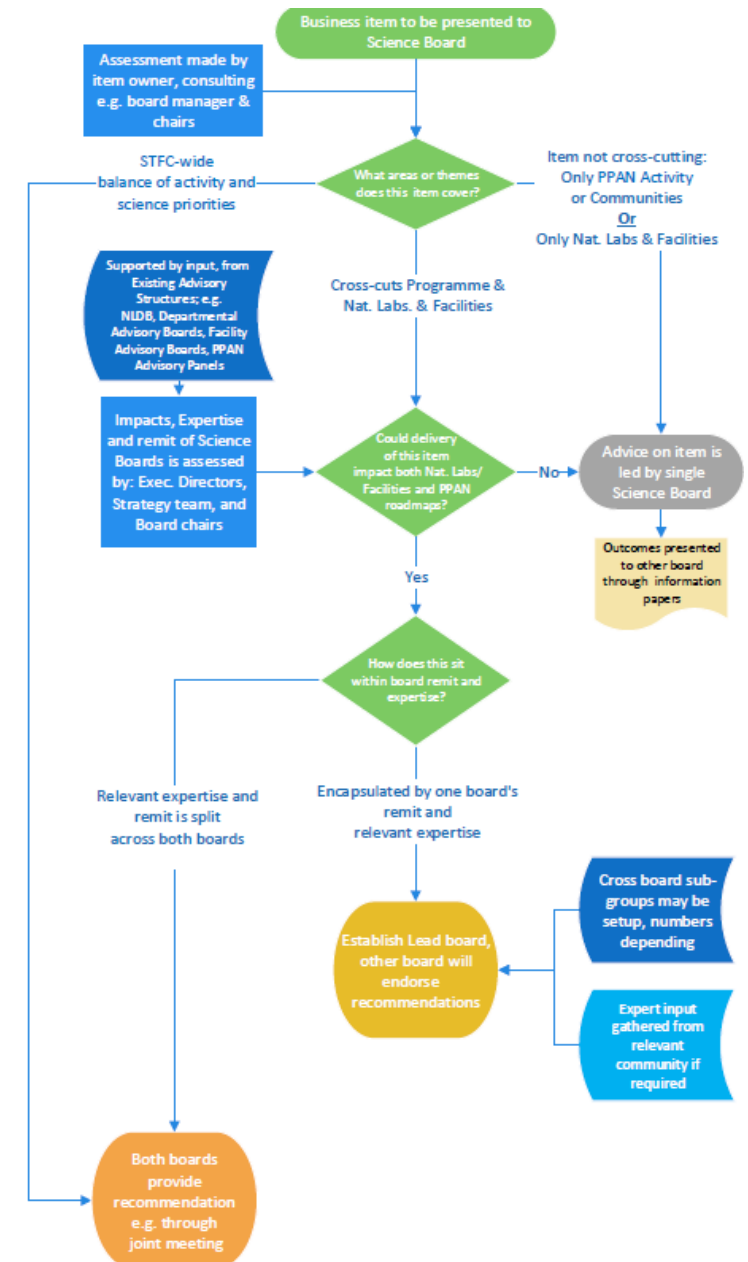 Business item to be presented to
Science Board
Assessment made by
item owner, consulting
e.g. board manager &
chairs
STFC-wide
balance of activity and
science priorities
What areas or themes
does this item cover?
Item not cross-cutting:
Only PPAN Activity
or Communities
Or
Only Nat. Labs & Facilities
Supported by input, from
Existing Advisory
Structures; e.g.
NLDB, Departmental
Advisory Boards, Facility
Advisory Boards, PPAN
Advisory Panels
Cross-cuts Programme &
Nat. Labs. & Facilities
Impacts, Expertise
and remit of Science
Boards is assessed
by: Exec. Directors,
Strategy team, and
Board chairs
Could delivery
of this item
impact both Nat. Labs/
Facilities and PPAN
roadmaps?
No
Advice on item is
led by single
Science Board
Outcomes presented
to other board
through information
papers
Yes
How does this sit
within board remit and
expertise?
Relevant expertise and
remit is split
across both boards
Encapsulated by one board's
remit and
relevant expertise
Cross board sub-
groups may be
setup, numbers
depending
Establish Lead board,
other board will
endorse
recommendations
Expert input
gathered from
relevant
community if
required
Both boards
provide
recommendation
e.g. through
joint meeting